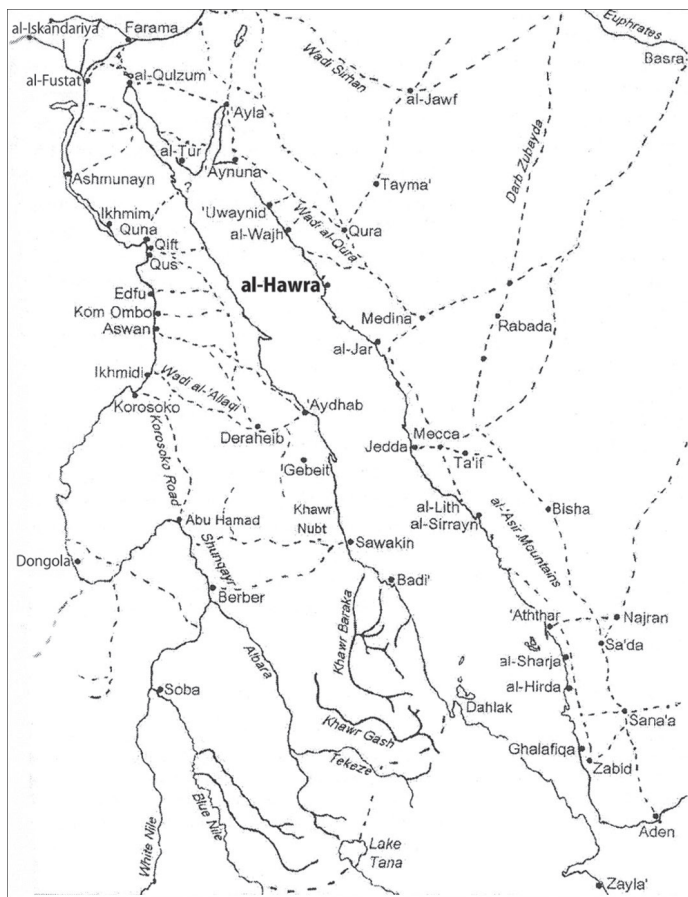 al-Iskandariya
Farama
Euphrates
Basra
Wadi Sirhan
al-Fustat
al-Qulzum
'Ayla
al-Jawf
Darb Zubayda
al-Tur
'Aynuna
?
Ashmunayn
Tayma'
Ikhmim
Quna
Qift
Qus
'Uwaynid
al-Wajh
Wadi al-Qura
Qura
al-Hawra
Edfu
Kom Ombo
Aswan
Medina
Rabada
al-Jar
Ikhmidi
Wadi al-'Allaqi
Korosoko
'Aydhab
Korosoko Road
Deraheib
Mecca
Jedda
Ta'if
Gebeit
al-Lith
al-Sirrayn
Bisha
al-'Asir Mountains
Khawr
Nubt
Abu Hamad
Sawakin
Dongola
Shunqayr
Badi'
Berber
Khawr Baraka
'Aththar
Najran
Sa'da
al-Sharja
Atbara
al-Hirda
Soba
Dahlak
Sana'a
Khawr Gash
Ghalafiqa
Tekeze
Zabid
Blue Nile
White Nile
Lake
Tana
Aden
Zayla'